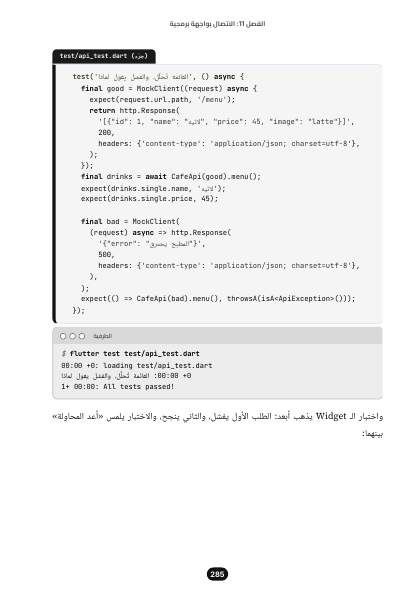 الفصل 11: الاتصال بواجهة برمجية
test/api_test.dart (جزء)
test('القائمة تُحلَّل، والفشل يقول لماذا', () async {
final good = MockClient((request) async {
expect(request.url.path, '/menu');
return http.Response(
'[{"id": 1, "name": "لاتيه", "price": 45, "image": "latte"}]',
200,
headers: {'content-type': 'application/json; charset=utf-8'},
);
});
final drinks = await CafeApi(good).menu();
expect(drinks.single.name, 'لاتيه');
expect(drinks.single.price, 45);
final bad = MockClient(
(request) async => http.Response(
'{"error": "المطبخ يحترق"}',
500,
headers: {'content-type': 'application/json; charset=utf-8'},
),
);
expect(() => CafeApi(bad).menu(), throwsA(isA<ApiException>()));
});
الطرفية
$ flutter test test/api_test.dart
00:00 +0: loading test/api_test.dart
00:00 +0: القائمة تُحلَّل، والفشل يقول لماذا
00:00 +1: All tests passed!
واختبار الـ Widget يذهب أبعد: الطلب الأول يفشل، والثاني ينجح، والاختبار يلمس «أعد المحاولة»
بينهما:
285